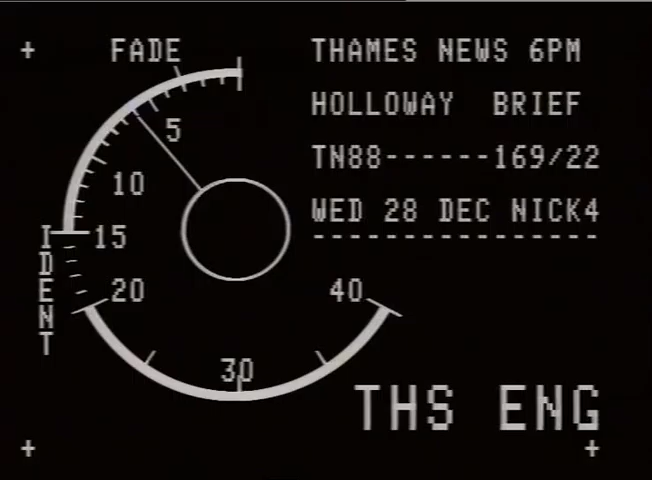 FADE
THAMES NEWS 6PM
HOLLOWAY BRIEF
TN88------169/22
WED 28 DEC NICK4
----------------
5
10
15
20
30
40
IDENT
THS ENG